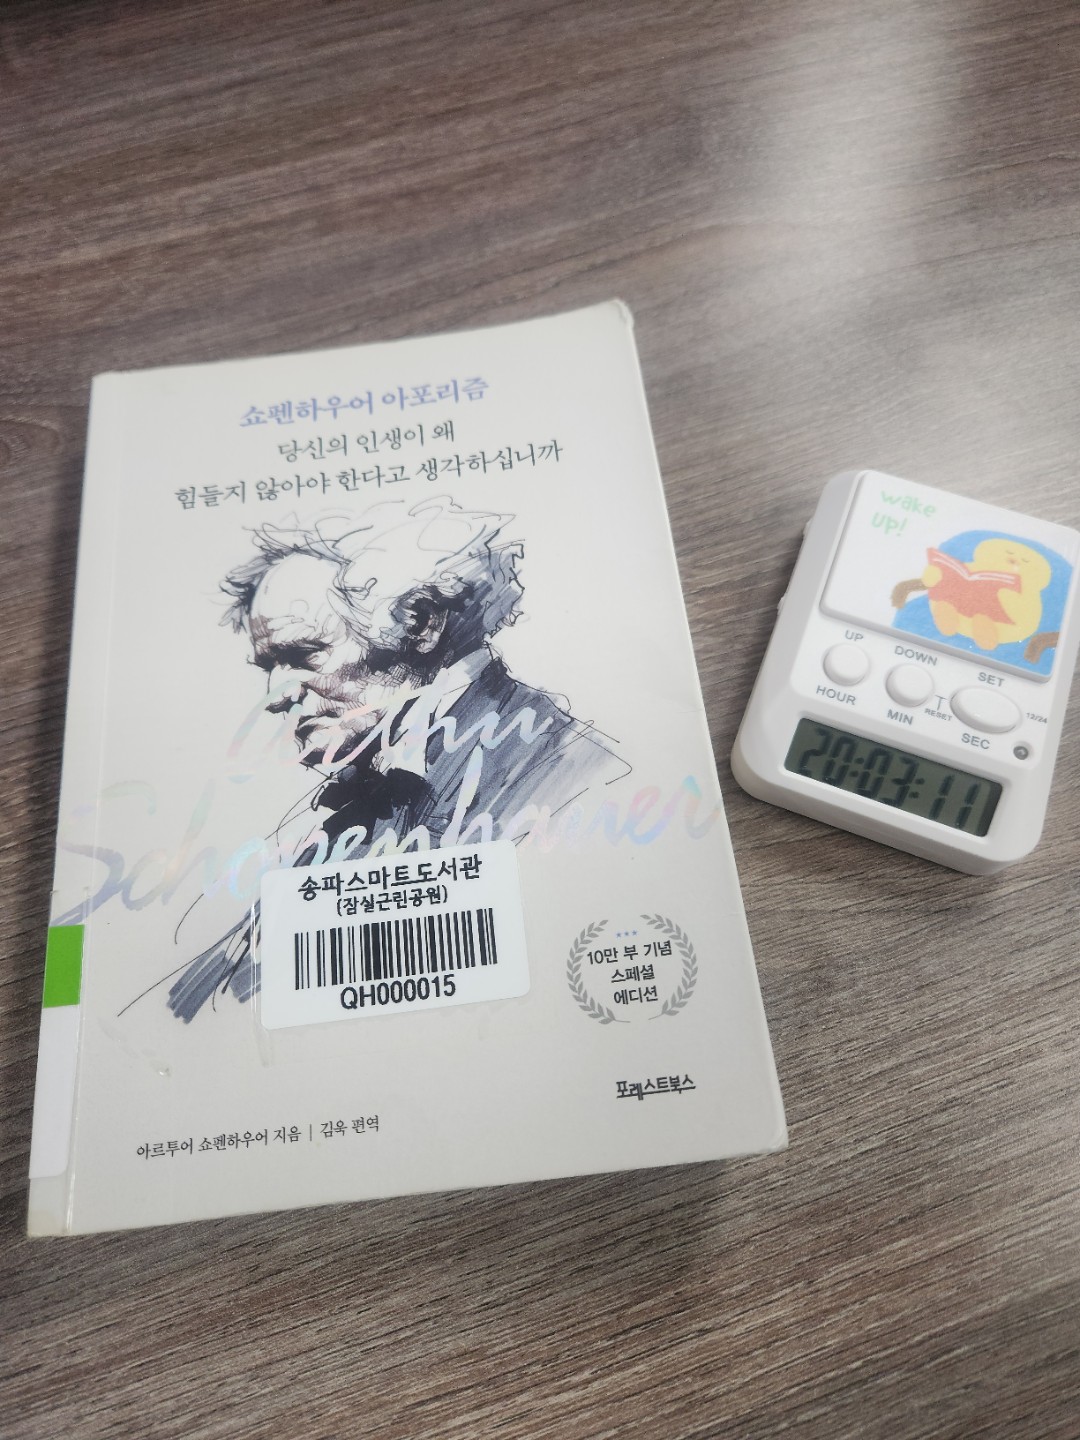 쇼펜하우어 아포리즘
당신의 인생이 왜
힘들지 않아야 한다고 생각하십니까
Arthur
Schopenhauer
송파스마트도서관
(잠실근린공원)
QH000015
10만 부 기념
스페셜
에디션
포레스트북스
아르투어 쇼펜하우어 지음 | 김욱 편역
wake
UP!
UP
DOWN
SET
HOUR
MIN
RESET
SEC
12/24
20:03:11